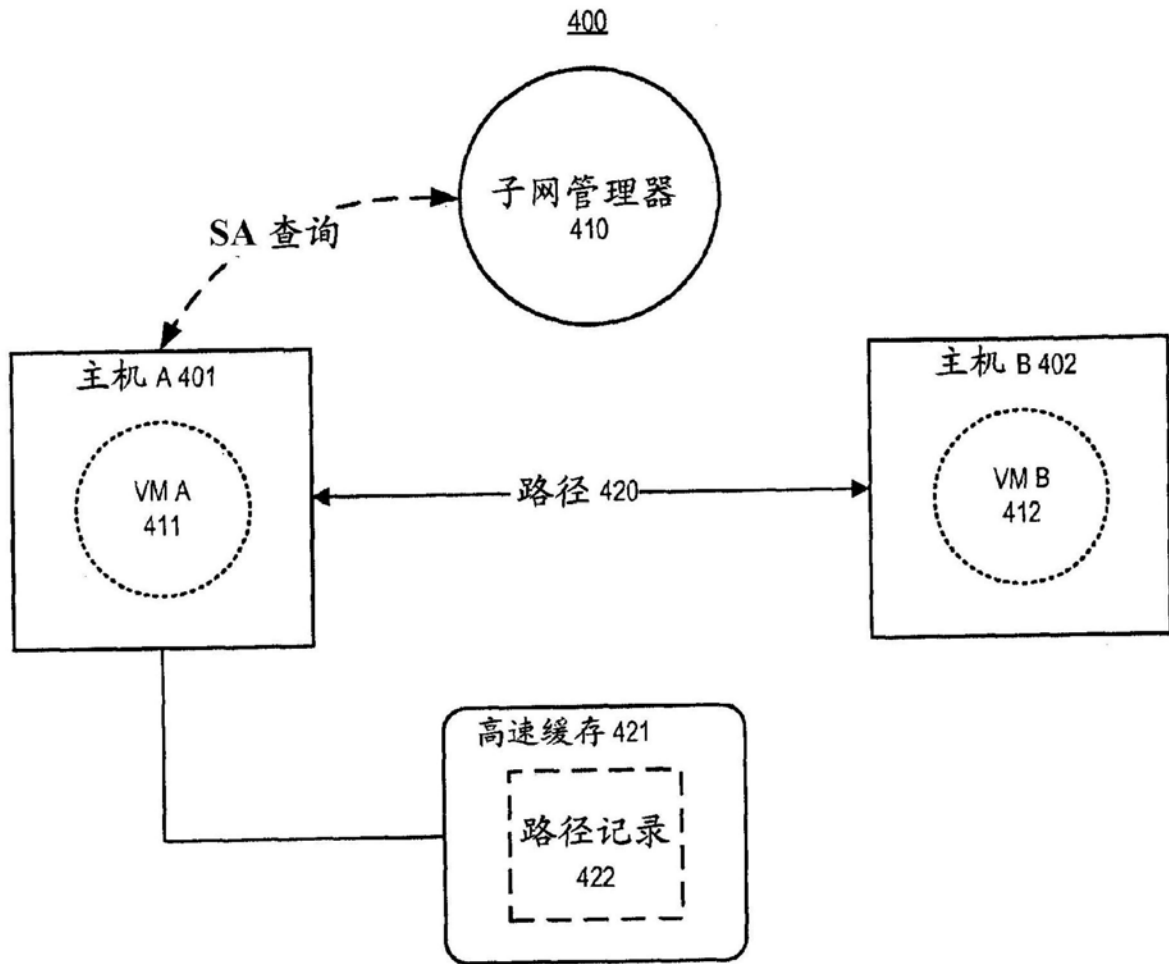 400
子网管理器
410
SA 查询
主机 A 401
主机 B 402
VM A
411
路径 420
VM B
412
高速缓存 421
路径记录
422